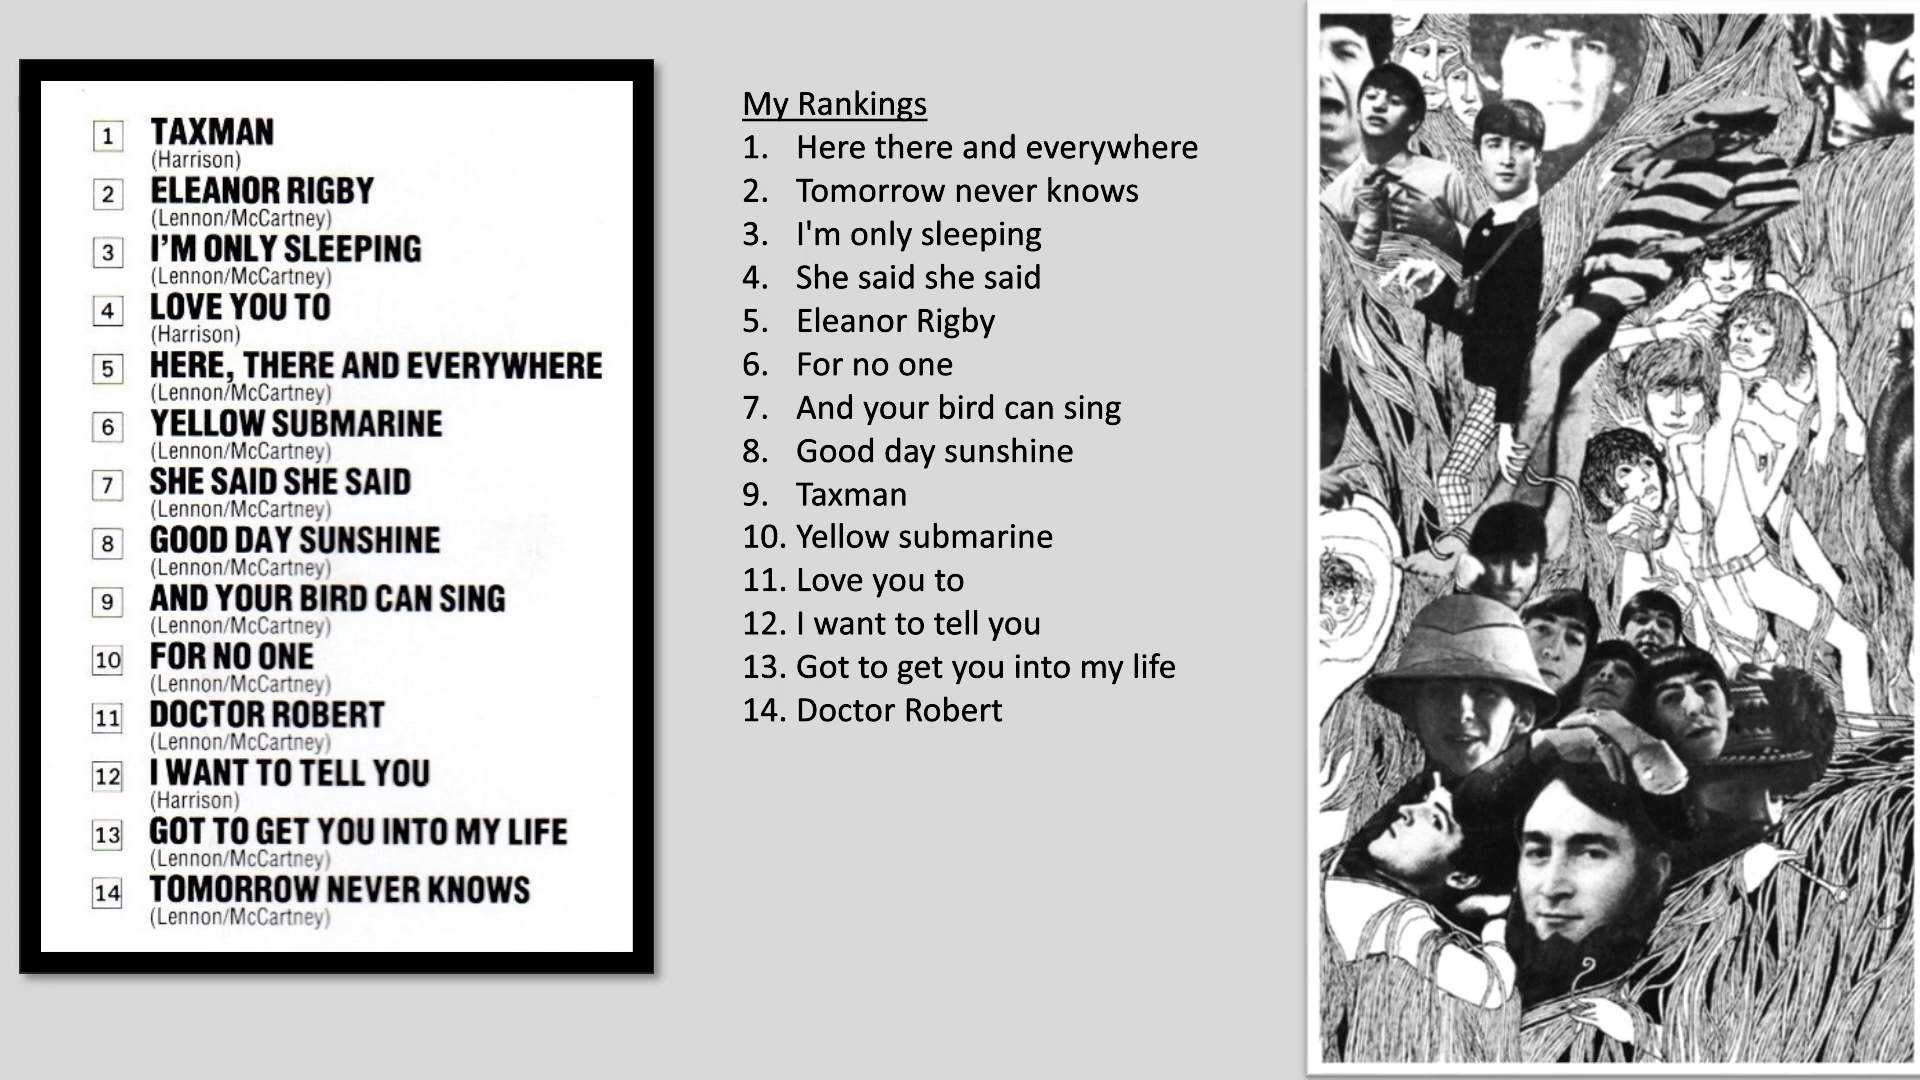 1 TAXMAN
(Harrison)
2 ELEANOR RIGBY
(Lennon/McCartney)
3 I'M ONLY SLEEPING
(Lennon/McCartney)
4 LOVE YOU TO
(Harrison)
5 HERE, THERE AND EVERYWHERE
(Lennon/McCartney)
6 YELLOW SUBMARINE
(Lennon/McCartney)
7 SHE SAID SHE SAID
(Lennon/McCartney)
8 GOOD DAY SUNSHINE
(Lennon/McCartney)
9 AND YOUR BIRD CAN SING
(Lennon/McCartney)
10 FOR NO ONE
(Lennon/McCartney)
11 DOCTOR ROBERT
(Lennon/McCartney)
12 I WANT TO TELL YOU
(Harrison)
13 GOT TO GET YOU INTO MY LIFE
(Lennon/McCartney)
14 TOMORROW NEVER KNOWS
(Lennon/McCartney)
My Rankings
1. Here there and everywhere
2. Tomorrow never knows
3. I'm only sleeping
4. She said she said
5. Eleanor Rigby
6. For no one
7. And your bird can sing
8. Good day sunshine
9. Taxman
10. Yellow submarine
11. Love you to
12. I want to tell you
13. Got to get you into my life
14. Doctor Robert